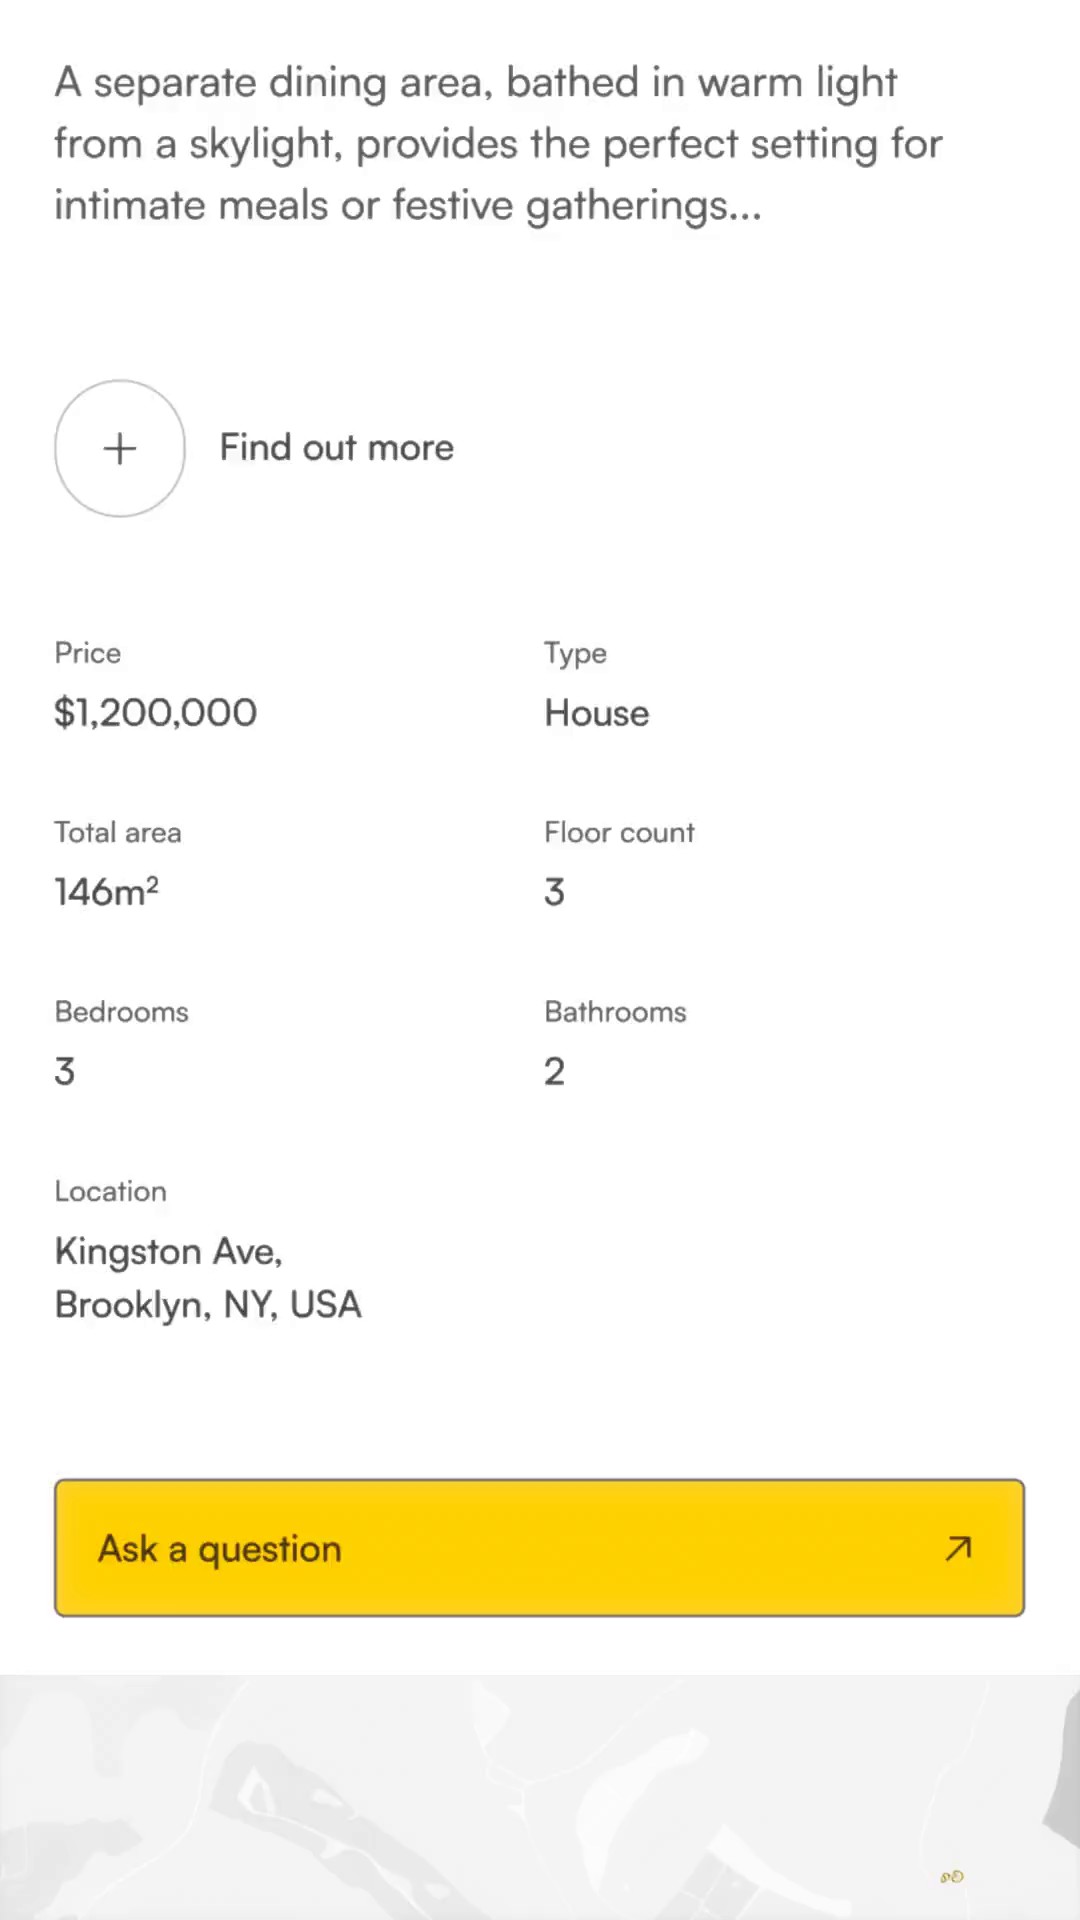 A separate dining area, bathed in warm light
from a skylight, provides the perfect setting for
intimate meals or festive gatherings...
Find out more
Price
$1,200,000
Type
House
Total area
146m²
Floor count
3
Bedrooms
3
Bathrooms
2
Location
Kingston Ave,
Brooklyn, NY, USA
Ask a question